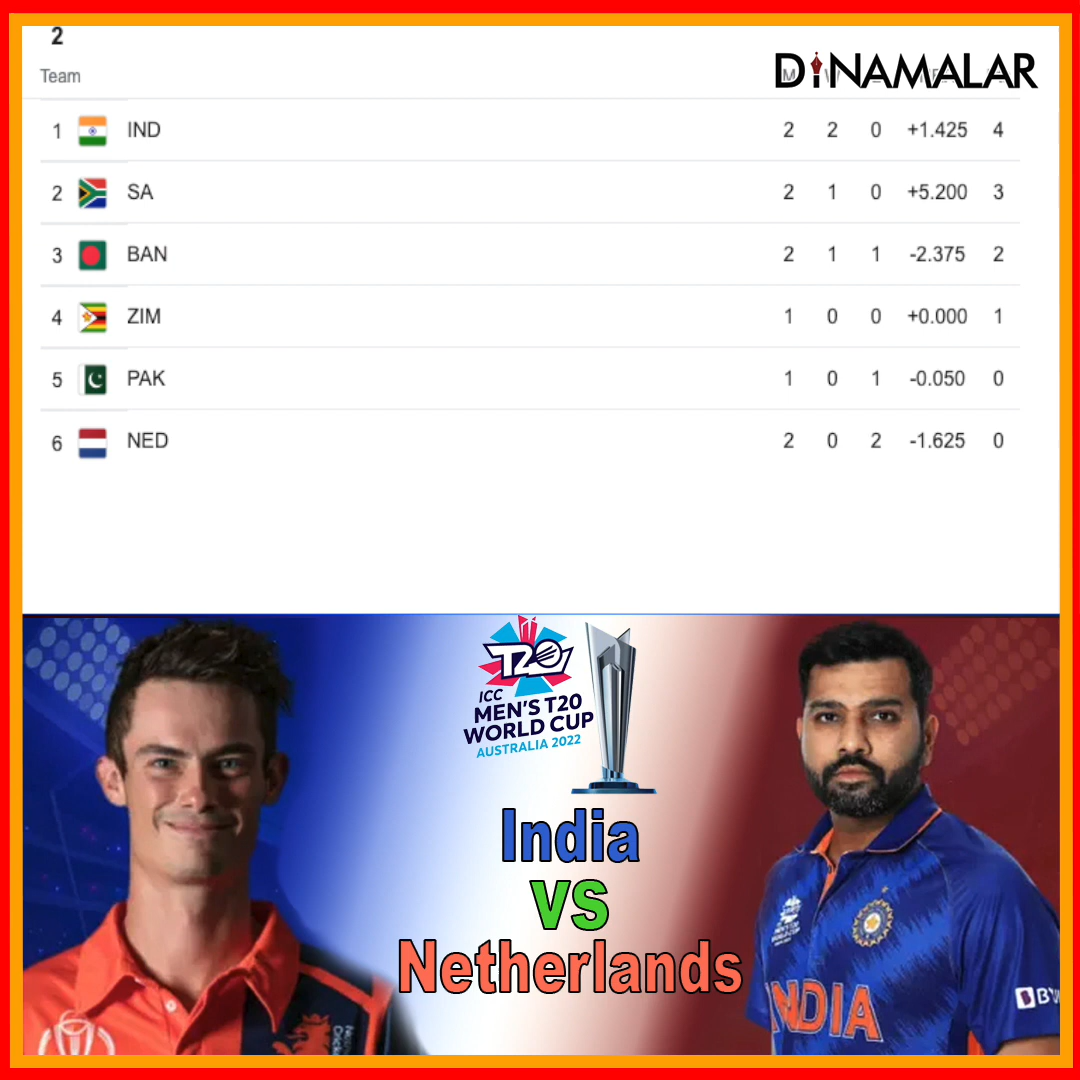 2
DINAMALAR
Team M
1 IND 2 2 0 +1.425 4
2 SA 2 1 0 +5.200 3
3 BAN 2 1 1 -2.375 2
4 ZIM 1 0 0 +0.000 1
5 PAK 1 0 1 -0.050 0
6 NED 2 0 2 -1.625 0
T20
ICC
MEN'S T20
WORLD CUP
AUSTRALIA 2022
India
VS
Netherlands
INDIA